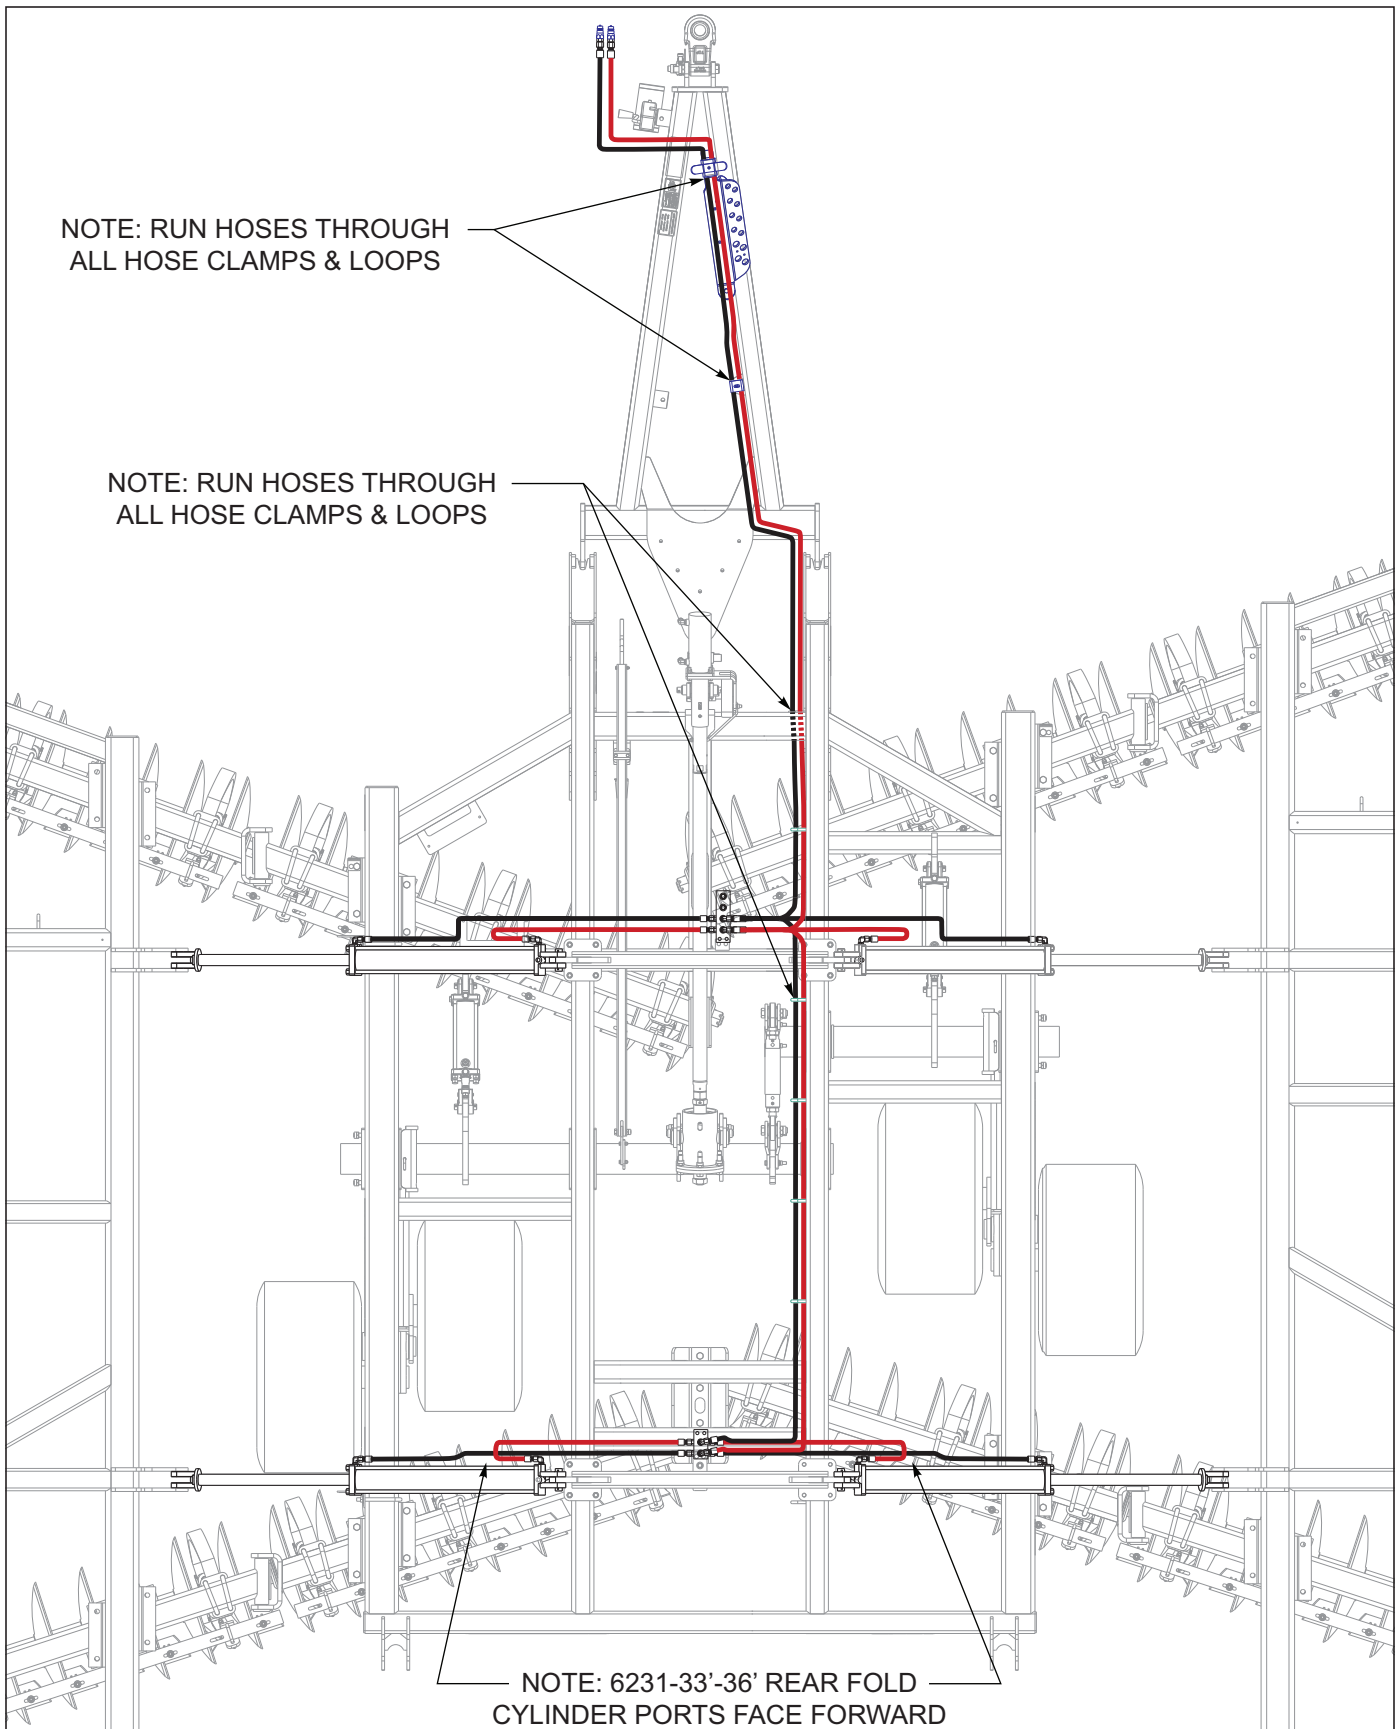 NOTE: RUN HOSES THROUGH
ALL HOSE CLAMPS & LOOPS
NOTE: RUN HOSES THROUGH
ALL HOSE CLAMPS & LOOPS
NOTE: 6231-33’-36’ REAR FOLD
CYLINDER PORTS FACE FORWARD